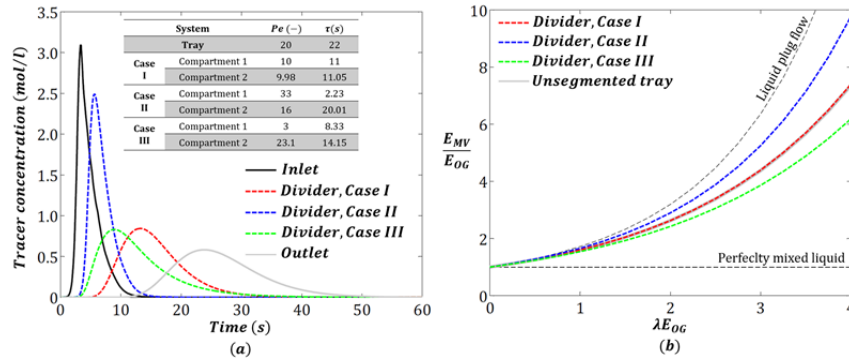 System Pe (−) τ(s)
Tray 20 22
Case I Compartment 1 10 11
Compartment 2 9.98 11.05
Case II Compartment 1 33 2.23
Compartment 2 16 20.01
Case III Compartment 1 3 8.33
Compartment 2 23.1 14.15
Tracer concentration (mol/l)
3.5
3.0
2.5
2.0
1.5
1.0
0.5
0
Inlet
Divider, Case I
Divider, Case II
Divider, Case III
Outlet
0 10 20 30 40 50 60
Time (s)
(a)
E_MV
E_OG
10
8
6
4
2
0
Divider, Case I
Divider, Case II
Divider, Case III
Unsegmented tray
Liquid plug flow
Perfeclty mixed liquid
0 1 2 3 4
λE_OG
(b)